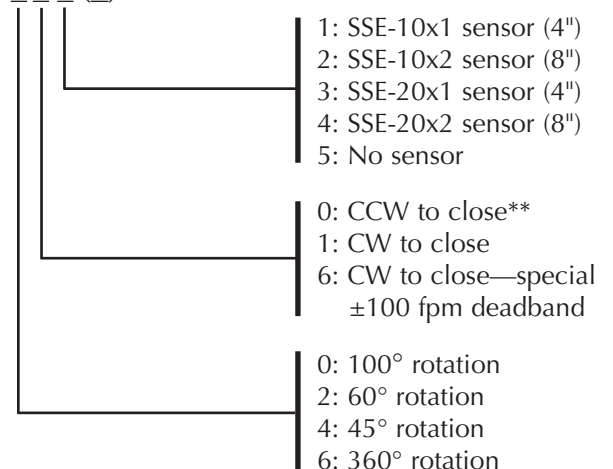 1: SSE-10x1 sensor (4")
2: SSE-10x2 sensor (8")
3: SSE-20x1 sensor (4")
4: SSE-20x2 sensor (8")
5: No sensor
0: CCW to close**
1: CW to close
6: CW to close—special
±100 fpm deadband
0: 100° rotation
2: 60° rotation
4: 45° rotation
6: 360° rotation